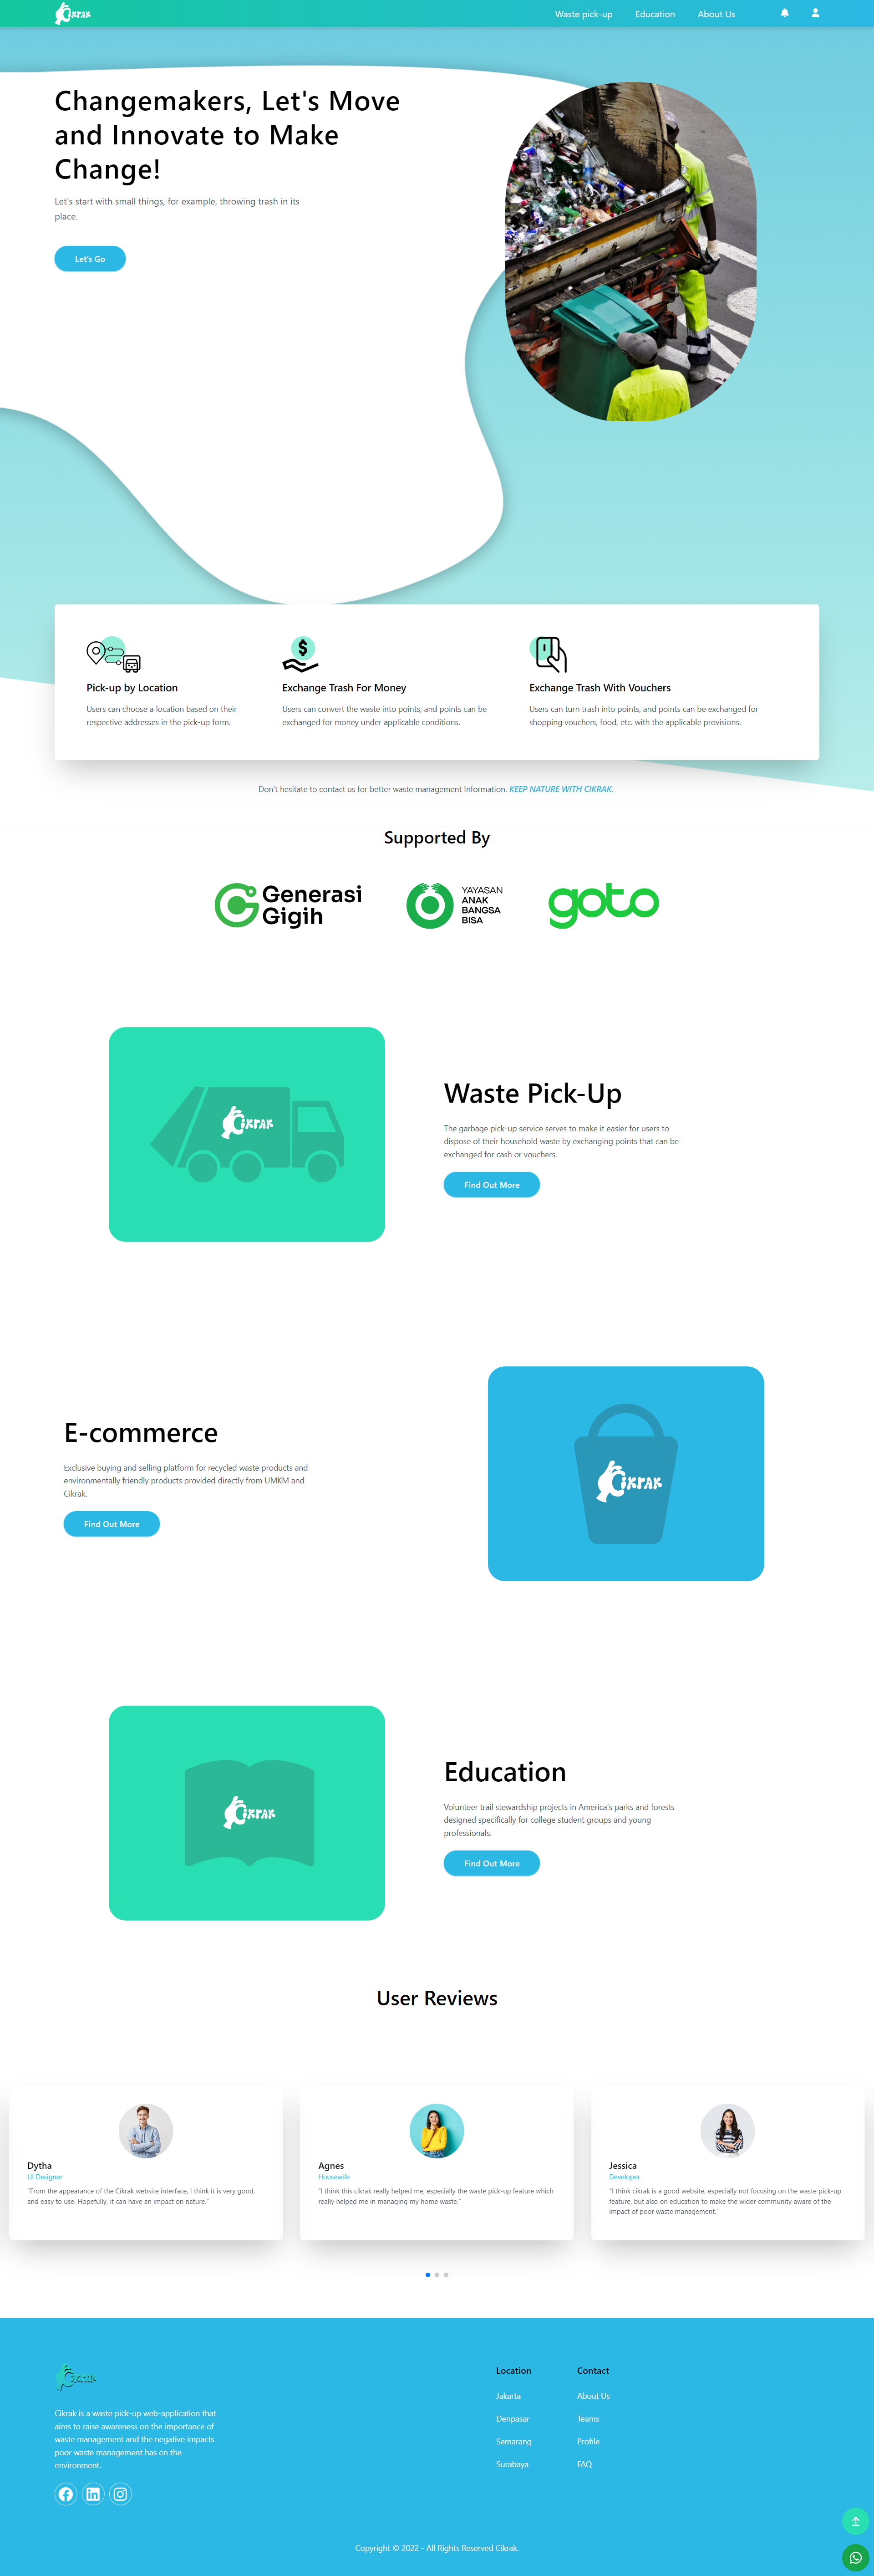 Cikrak
Waste pick-up Education About Us
Changemakers, Let's Move
and Innovate to Make
Change!
Let's start with small things, for example, throwing trash in its
place.
Let's Go
Pick-up by Location
Users can choose a location based on their
respective addresses in the pick-up form.
Exchange Trash For Money
Users can convert the waste into points, and points can be
exchanged for money under applicable conditions.
Exchange Trash With Vouchers
Users can turn trash into points, and points can be exchanged for
shopping vouchers, food, etc. with the applicable provisions.
Don't hesitate to contact us for better waste management Information. KEEP NATURE WITH CIKRAK.
Supported By
Generasi
Gigih
YAYASAN
ANAK
BANGSA
BISA
goto
Cikrak
Waste Pick-Up
The garbage pick-up service serves to make it easier for users to
dispose of their household waste by exchanging points that can be
exchanged for cash or vouchers.
Find Out More
E-commerce
Exclusive buying and selling platform for recycled waste products and
environmentally friendly products provided directly from UMKM and
Cikrak.
Find Out More
Cikrak
Cikrak
Education
Volunteer trail stewardship projects in America's parks and forests
designed specifically for college student groups and young
professionals.
Find Out More
User Reviews
Dytha
UI Designer
"From the appearance of the Cikrak website interface, I think it is very good,
and easy to use. Hopefully, it can have an impact on nature."
Agnes
Housewife
"I think this cikrak really helped me, especially the waste pick-up feature which
really helped me in managing my home waste."
Jessica
Developer
"I think cikrak is a good website, especially not focusing on the waste pick-up
feature, but also on education to make the wider community aware of the
impact of poor waste management."
Cikrak
Cikrak is a waste pick-up web-application that
aims to raise awareness on the importance of
waste management and the negative impacts
poor waste management has on the
environment.
Location
Jakarta
Denpasar
Semarang
Surabaya
Contact
About Us
Teams
Profile
FAQ
Copyright © 2022 - All Rights Reserved Cikrak.